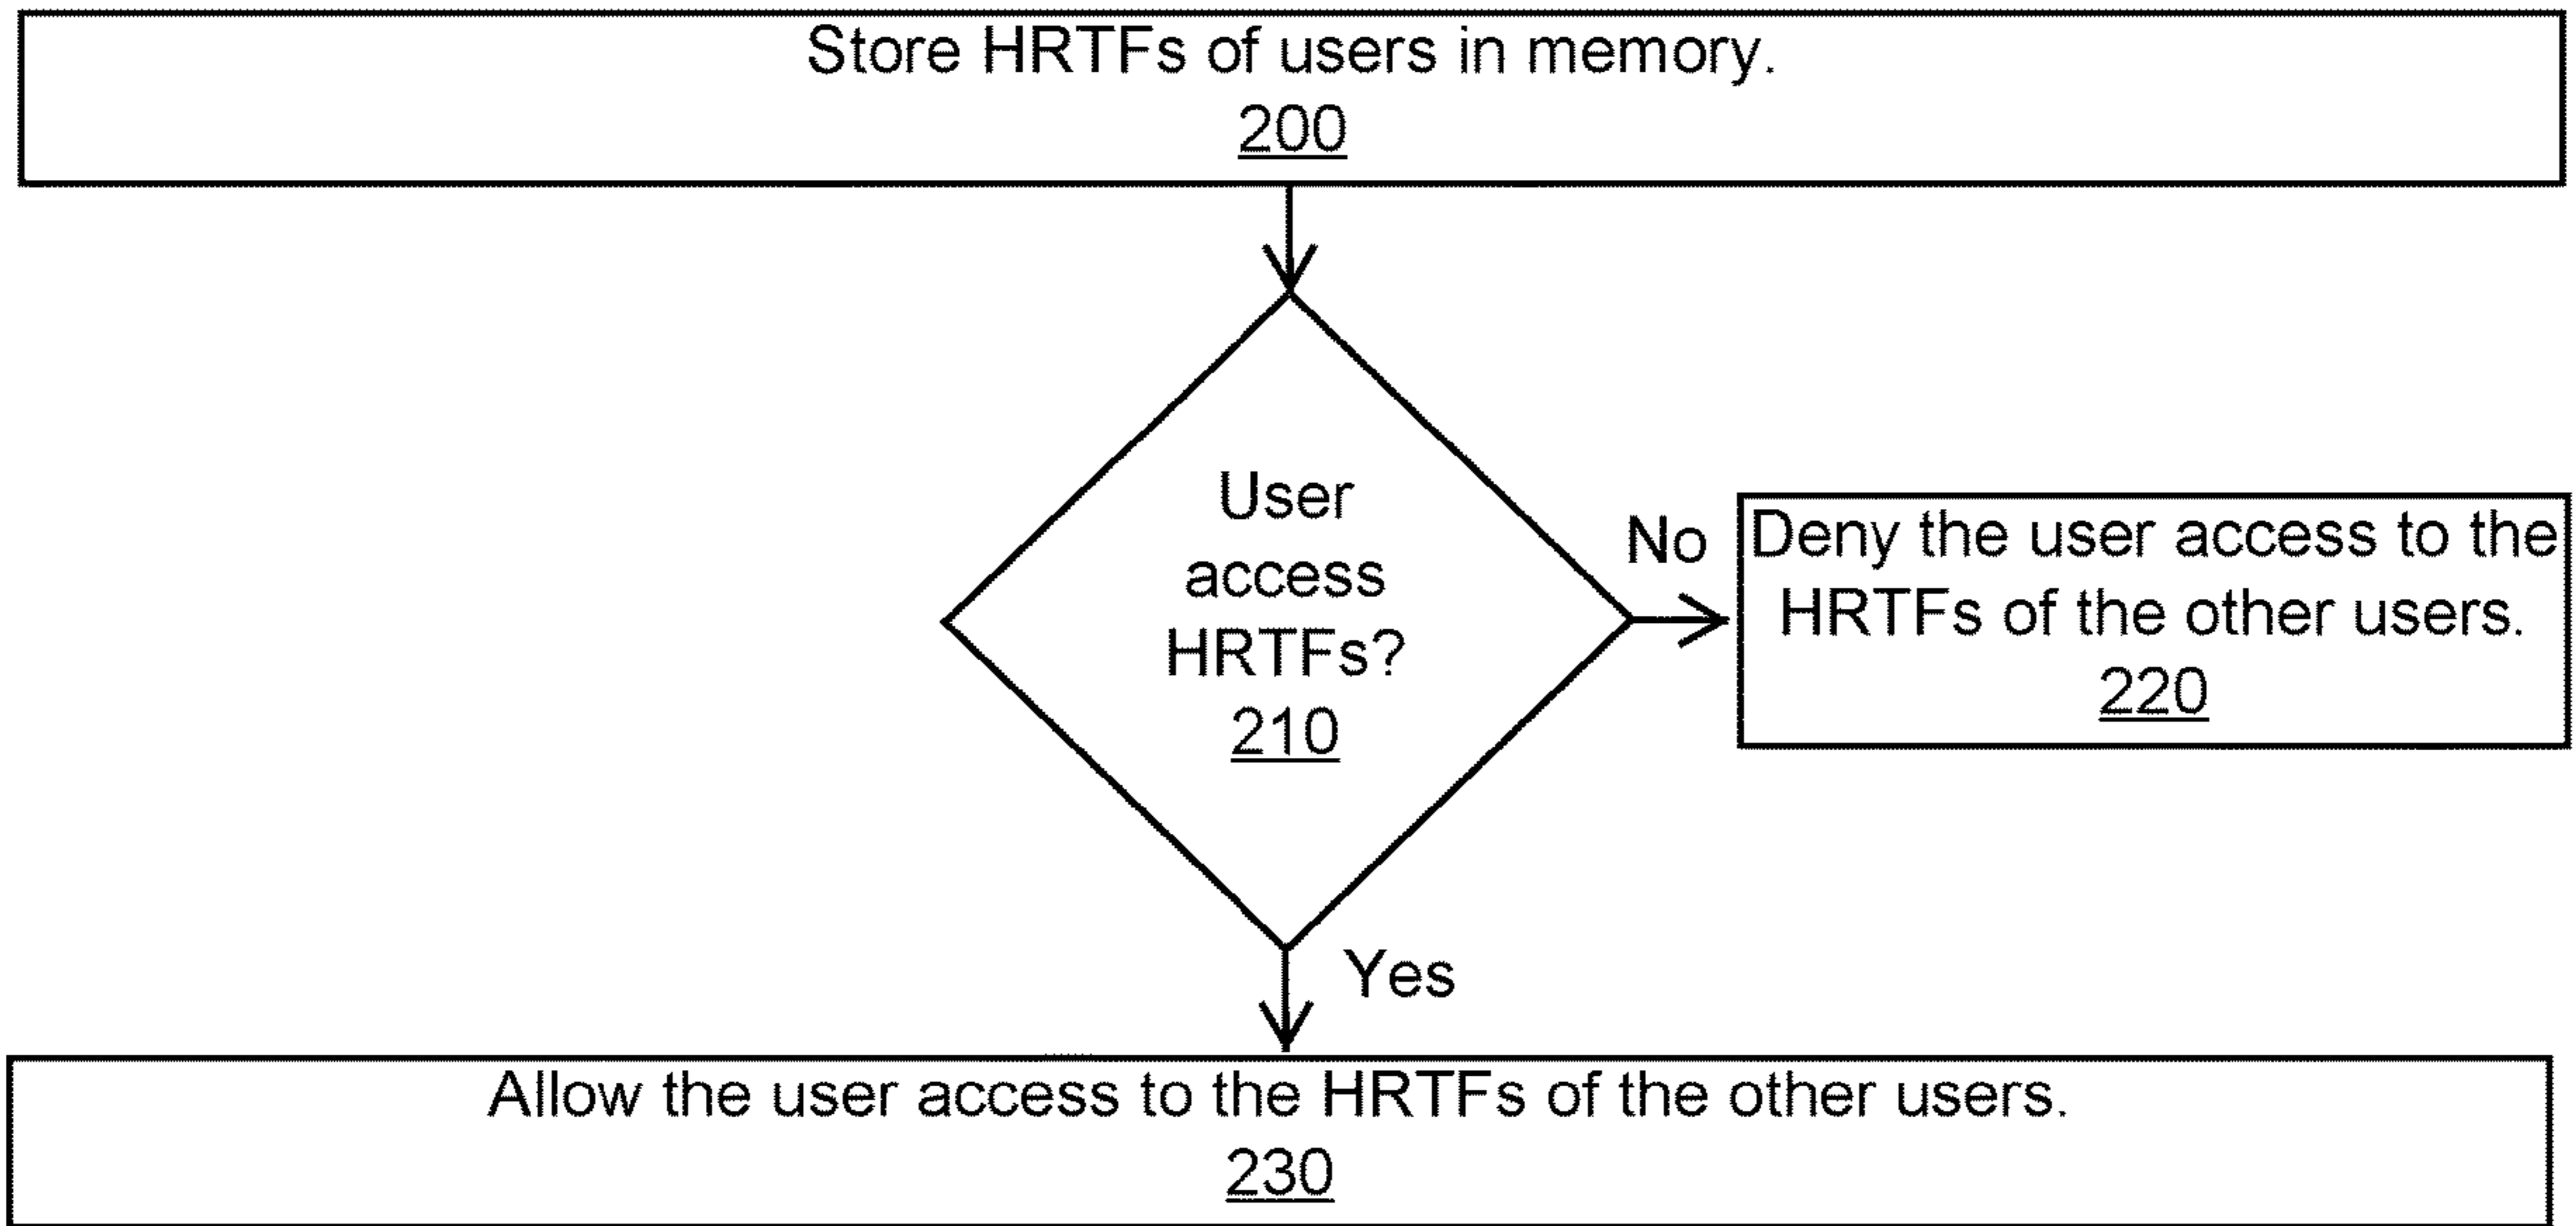 Store HRTFs of users in memory.
200
User
access
HRTFs?
210
No
Deny the user access to the
HRTFs of the other users.
220
Yes
Allow the user access to the HRTFs of the other users.
230